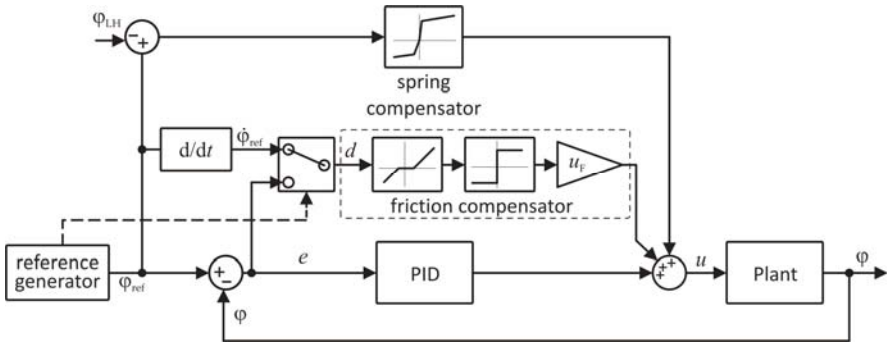 φLH
spring
compensator
d/dt
φ̇ref
d
uF
friction compensator
reference
generator
φref
e
PID
u
Plant
φ
φ